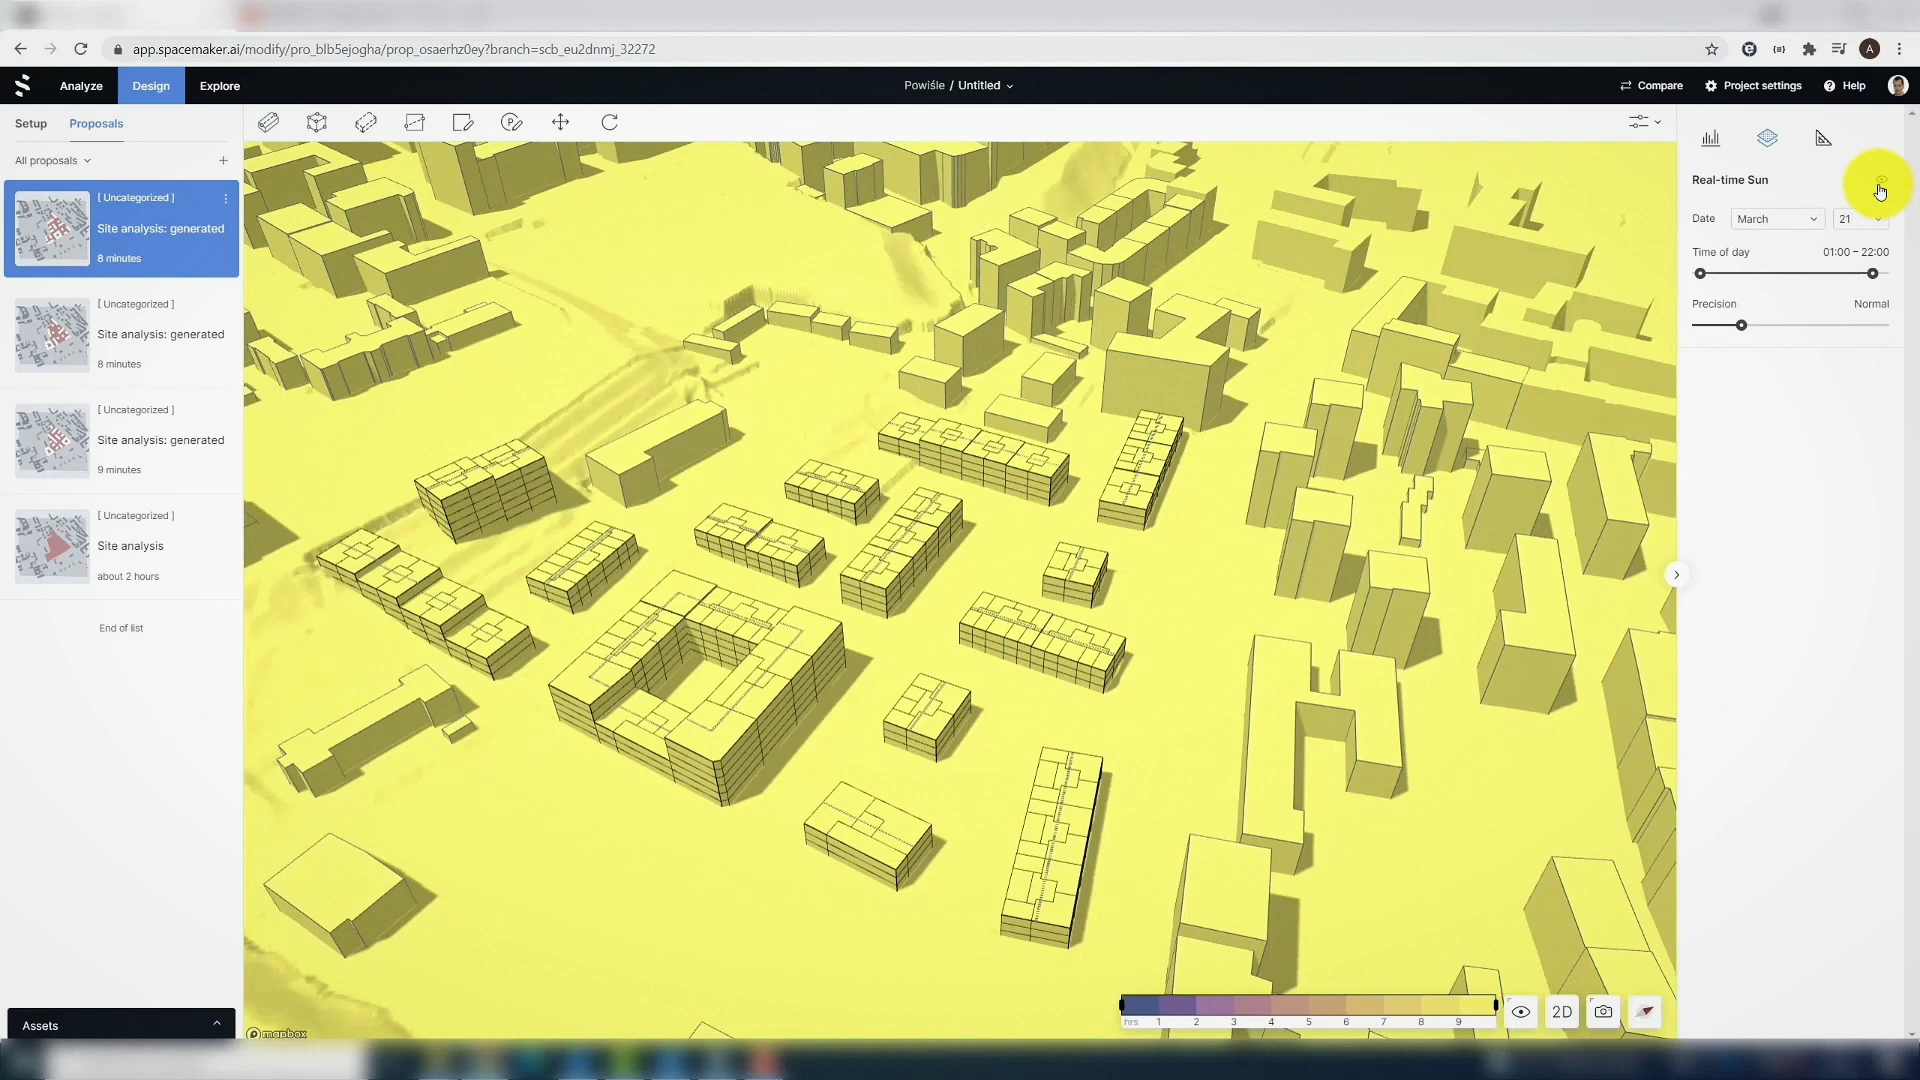 app.spacemaker.ai/modify/pro_blb5ejogha/prop_osaerhz0ey?branch=scb_eu2dnmj_32272
A
Analyze
Design
Explore
Powiśle / Untitled
Compare
Project settings
Help
Setup
Proposals
All proposals
[ Uncategorized ]
Site analysis: generated
8 minutes
[ Uncategorized ]
Site analysis: generated
8 minutes
[ Uncategorized ]
Site analysis: generated
9 minutes
[ Uncategorized ]
Site analysis
about 2 hours
End of list
Assets
Real-time Sun
Date March 21
Time of day 01:00 – 22:00
Precision Normal
hrs 1 2 3 4 5 6 7 8 9
2D
mapbox